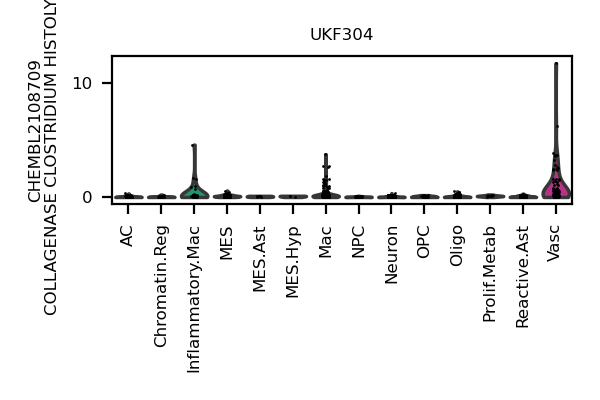 UKF304
CHEMBL2108709
COLLAGENASE CLOSTRIDIUM HISTOLY
10
0
AC
Chromatin.Reg
Inflammatory.Mac
MES
MES.Ast
MES.Hyp
Mac
NPC
Neuron
OPC
Oligo
Prolif.Metab
Reactive.Ast
Vasc